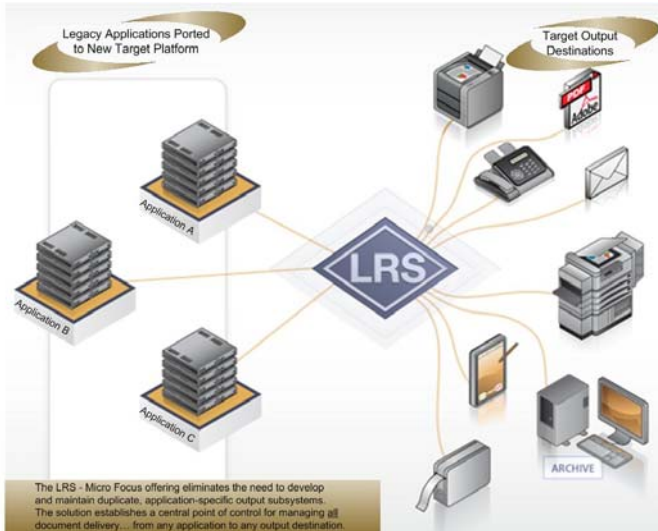 Legacy Applications Ported
to New Target Platform
Target Output
Destinations
PDF
Adobe
Application A
LRS
Application B
Application C
ARCHIVE
The LRS - Micro Focus offering eliminates the need to develop
and maintain duplicate, application-specific output subsystems.
The solution establishes a central point of control for managing all
document delivery... from any application to any output destination.